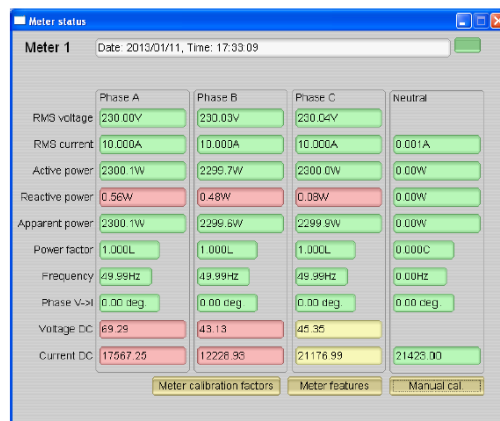 Meter status
Meter 1 Date: 2013/01/11, Time: 17:33:09
Phase A Phase B Phase C Neutral
RMS voltage 230.00V 230.03V 230.04V
RMS current 10.000A 10.000A 10.000A 0.001A
Active power 2300.1W 2299.7W 2300.0W 0.00W
Reactive power 0.56W 0.48W 0.08W 0.00W
Apparent power 2300.1W 2299.6W 2299.9W 0.00W
Power factor 1.000L 1.000L 1.000L 0.000C
Frequency 49.99Hz 49.99Hz 49.99Hz 0.00Hz
Phase V->I 0.00 deg. 0.00 deg. 0.00 deg. 0.00 deg.
Voltage DC 69.29 43.13 45.35
Current DC 17567.25 12228.93 21176.99 21423.00
Meter calibration factors Meter features Manual cal.